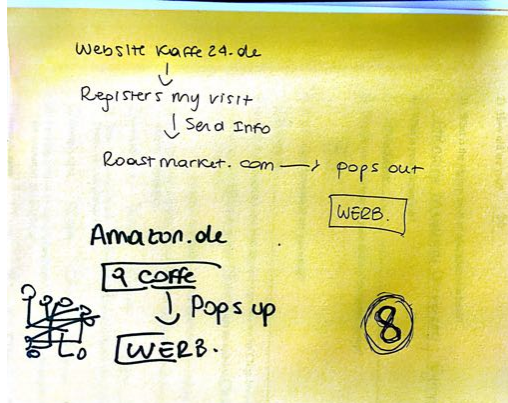 Website Kaffe24.de
Registers my visit
Send Info
Roastmarket.com → pops out
WERB.
Amazon.de
COFFE
Pops up
WERB.
8